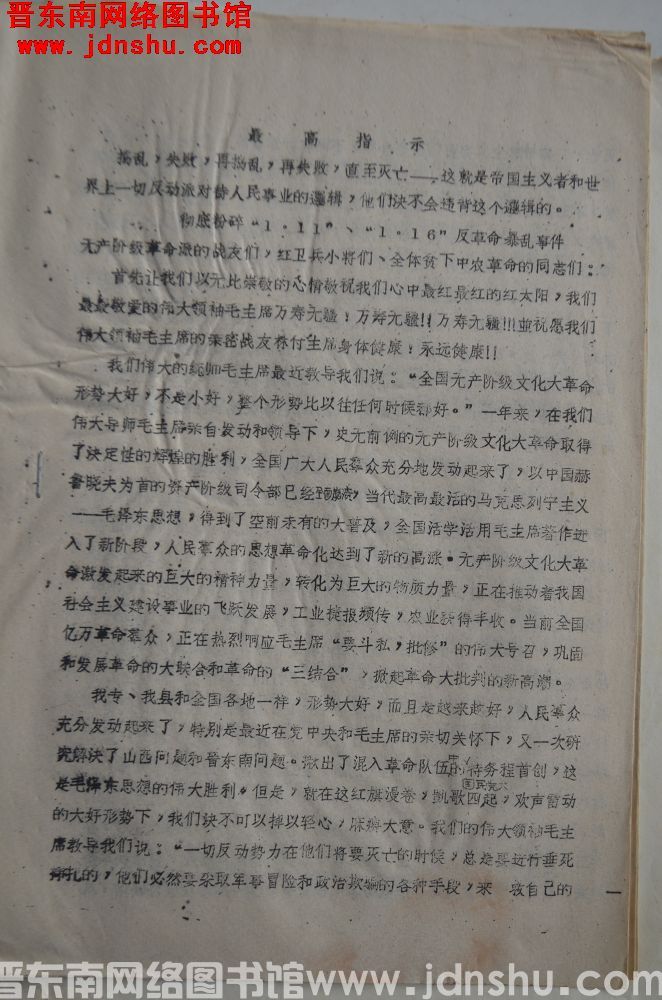 晋东南网络图书馆
www.jdnshu.com
最高指示
捣乱，失败，再捣乱，再失败，直至灭亡——这就是帝国主义者和世
界上一切反动派对待人民事业的逻辑，他们决不会违背这个逻辑的。
彻底粉碎“1·11”、“1·16”反革命暴乱事件
无产阶级革命派的战友们，红卫兵小将们、全体贫下中农革命的同志们：
首先让我们以无比崇敬的心情敬祝我们心中最红最红的红太阳，我们
最最敬爱的伟大领袖毛主席万寿无疆！万寿无疆!!万寿无疆!!!並祝愿我们
伟大领袖毛主席的亲密战友林付主席身体健康！永远健康!!
我们伟大的统帅毛主席最近教导我们说：“全国无产阶级文化大革命
形势大好，不是小好，整个形势比以往任何时候都好。”一年来，在我们
伟大导师毛主席亲自发动和领导下，史无前例的无产阶级文化大革命取得
了决定性的辉煌的胜利，全国广大人民羣众充分地发动起来了，以中国赫
鲁晓夫为首的资产阶级司令部已经，当代最高最活的马克思列宁主义
——毛泽东思想，得到了空前未有的大普及，全国活学活用毛主席著作进
入了新阶段，人民羣众的思想革命化达到了新的高涨。无产阶级文化大革
命激发起来的巨大的精神力量，转化为巨大的物质力量，正在推动着我国
社会主义建设事业的飞跃发展，工业捷报频传，农业获得丰收。当前全国
亿万革命羣众，正在热烈响应毛主席“要斗私，批修”的伟大号召，巩固
和发展革命的大联合和革命的“三结合”，掀起革命大批判的新高潮。
我专、我县和全国各地一样，形势大好，而且是越来越好，人民羣众
充分发动起来了，特别是最近在党中央和毛主席的亲切关怀下，又一次研
究解决了山西问题和晋东南问题。揪出了混入革命队伍的特务程首创，这
国民党
是毛泽东思想的伟大胜利。但是，就在这红旗漫卷，凯歌四起，欢声雷动
的大好形势下，我们决不可以掉以轻心，麻痹大意。我们的伟大领袖毛主
席教导我们说：“一切反动势力在他们将要灭亡的时候，总是要进行垂死
挣扎的，他们必然要采取军事冒险和政治欺骗的各种手段，来 自己的
晋东南网络图书馆www.jdnshu.com